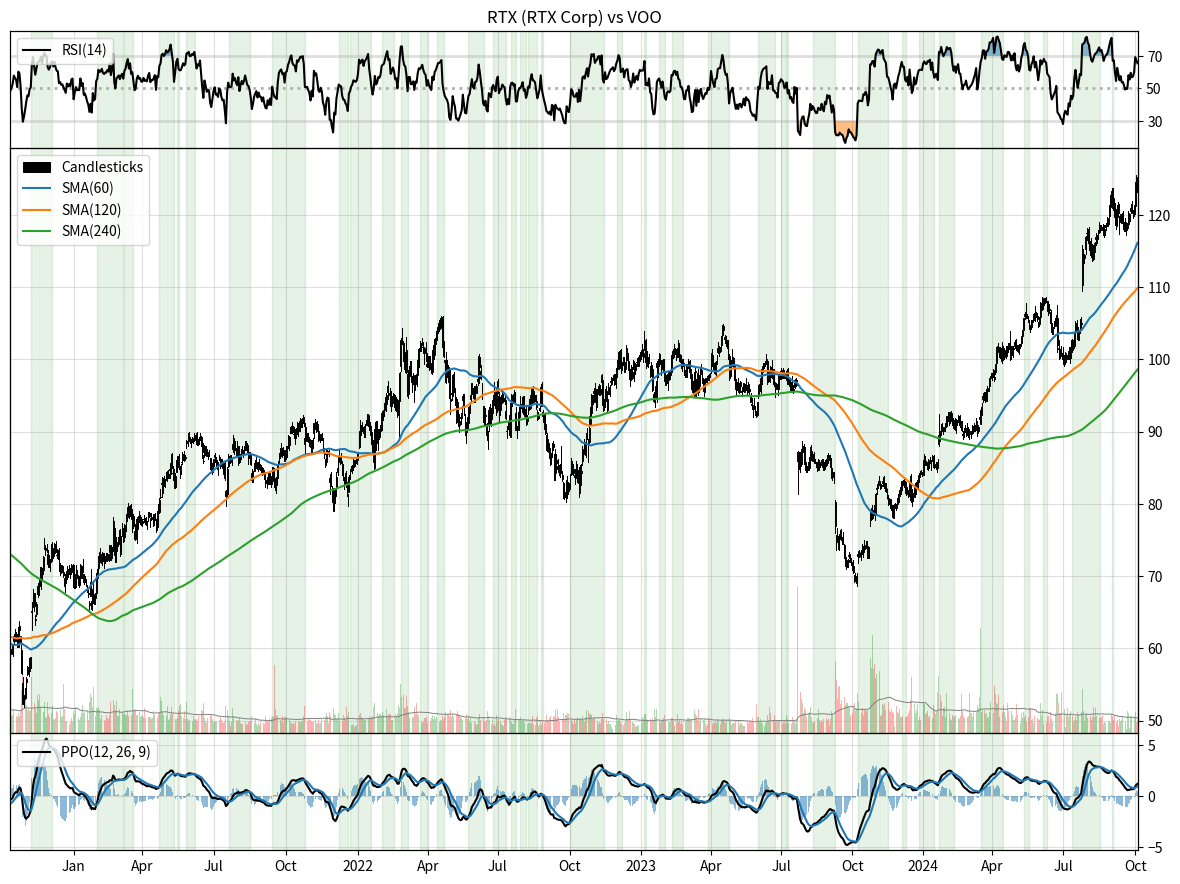 RTX (RTX Corp) vs VOO
RSI(14)
70
50
30
Candlesticks
SMA(60)
SMA(120)
SMA(240)
120
110
100
90
80
70
60
50
PPO(12, 26, 9)
5
0
−5
Jan Apr Jul Oct 2022 Apr Jul Oct 2023 Apr Jul Oct 2024 Apr Jul Oct